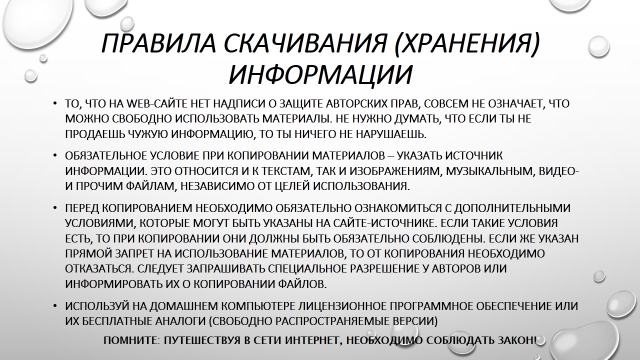 ПРАВИЛА СКАЧИВАНИЯ (ХРАНЕНИЯ)
ИНФОРМАЦИИ
• ТО, ЧТО НА WEB-САЙТЕ НЕТ НАДПИСИ О ЗАЩИТЕ АВТОРСКИХ ПРАВ, СОВСЕМ НЕ ОЗНАЧАЕТ, ЧТО
МОЖНО СВОБОДНО ИСПОЛЬЗОВАТЬ МАТЕРИАЛЫ. НЕ НУЖНО ДУМАТЬ, ЧТО ЕСЛИ ТЫ НЕ
ПРОДАЕШЬ ЧУЖУЮ ИНФОРМАЦИЮ, ТО ТЫ НИЧЕГО НЕ НАРУШАЕШЬ.
• ОБЯЗАТЕЛЬНОЕ УСЛОВИЕ ПРИ КОПИРОВАНИИ МАТЕРИАЛОВ – УКАЗАТЬ ИСТОЧНИК
ИНФОРМАЦИИ. ЭТО ОТНОСИТСЯ И К ТЕКСТАМ, ТАК И ИЗОБРАЖЕНИЯМ, МУЗЫКАЛЬНЫМ, ВИДЕО-
И ПРОЧИМ ФАЙЛАМ, НЕЗАВИСИМО ОТ ЦЕЛЕЙ ИСПОЛЬЗОВАНИЯ.
• ПЕРЕД КОПИРОВАНИЕМ НЕОБХОДИМО ОБЯЗАТЕЛЬНО ОЗНАКОМИТЬСЯ С ДОПОЛНИТЕЛЬНЫМИ
УСЛОВИЯМИ, КОТОРЫЕ МОГУТ БЫТЬ УКАЗАНЫ НА САЙТЕ-ИСТОЧНИКЕ. ЕСЛИ ТАКИЕ УСЛОВИЯ
ЕСТЬ, ТО ПРИ КОПИРОВАНИИ ОНИ ДОЛЖНЫ БЫТЬ ОБЯЗАТЕЛЬНО СОБЛЮДЕНЫ. ЕСЛИ ЖЕ УКАЗАН
ПРЯМОЙ ЗАПРЕТ НА ИСПОЛЬЗОВАНИЕ МАТЕРИАЛОВ, ТО ОТ КОПИРОВАНИЯ НЕОБХОДИМО
ОТКАЗАТЬСЯ. СЛЕДУЕТ ЗАПРАШИВАТЬ СПЕЦИАЛЬНОЕ РАЗРЕШЕНИЕ У АВТОРОВ ИЛИ
ИНФОРМИРОВАТЬ ИХ О КОПИРОВАНИИ ФАЙЛОВ.
• ИСПОЛЬЗУЙ НА ДОМАШНЕМ КОМПЬЮТЕРЕ ЛИЦЕНЗИОННОЕ ПРОГРАММНОЕ ОБЕСПЕЧЕНИЕ ИЛИ
ИХ БЕСПЛАТНЫЕ АНАЛОГИ (СВОБОДНО РАСПРОСТРАНЯЕМЫЕ ВЕРСИИ)
ПОМНИТЕ: ПУТЕШЕСТВУЯ В СЕТИ ИНТЕРНЕТ, НЕОБХОДИМО СОБЛЮДАТЬ ЗАКОН!